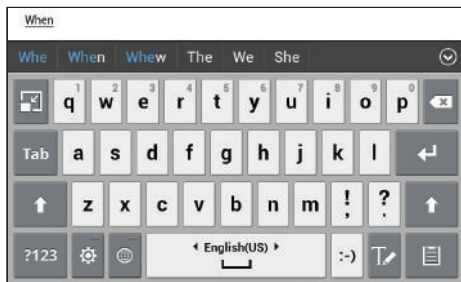 When
Whe When Whew The We She
q 1 w 2 e 3 r 4 t 5 y 6 u 7 i 8 o 9 p 0
Tab a s d f g h j k l
z x c v b n m ! , ? .
?123 English(US) :-) T